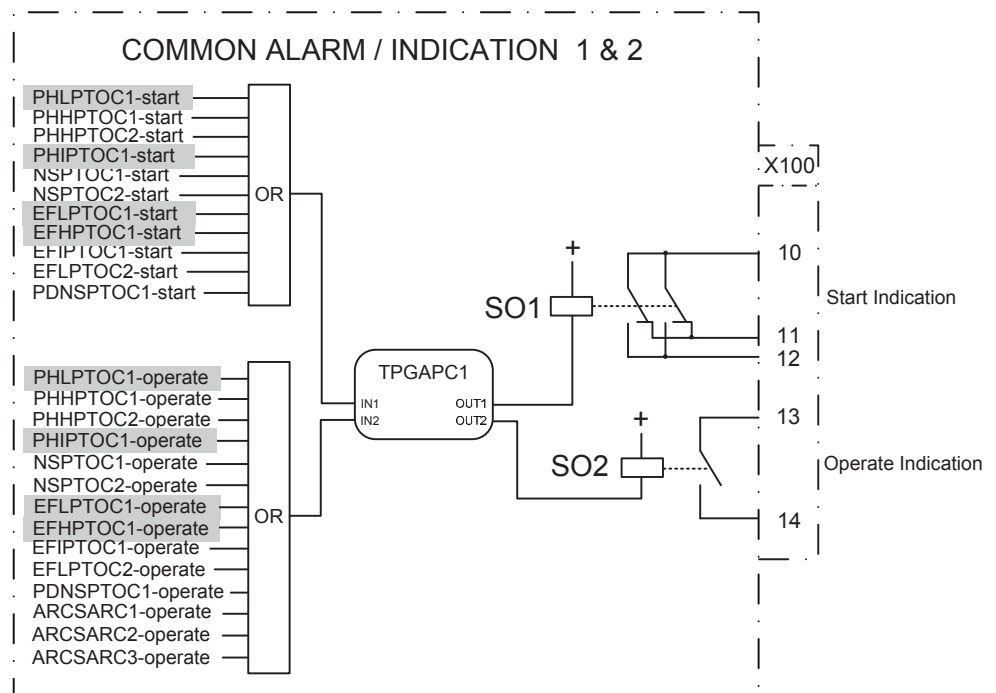 COMMON ALARM / INDICATION 1 & 2
PHLPTOC1-start
PHHPTOC1-start
PHHPTOC2-start
PHIPTOC1-start
NSPTOC1-start
NSPTOC2-start
EFLPTOC1-start
EFHPTOC1-start
EFIPTOC1-start
EFLPTOC2-start
PDNSPTOC1-start
OR
X100
10
11
12
Start Indication
SO1
+
PHLPTOC1-operate
PHHPTOC1-operate
PHHPTOC2-operate
PHIPTOC1-operate
NSPTOC1-operate
NSPTOC2-operate
EFLPTOC1-operate
EFHPTOC1-operate
EFIPTOC1-operate
EFLPTOC2-operate
PDNSPTOC1-operate
ARCSARC1-operate
ARCSARC2-operate
ARCSARC3-operate
OR
TPGAPC1
IN1
IN2
OUT1
OUT2
+
SO2
13
14
Operate Indication